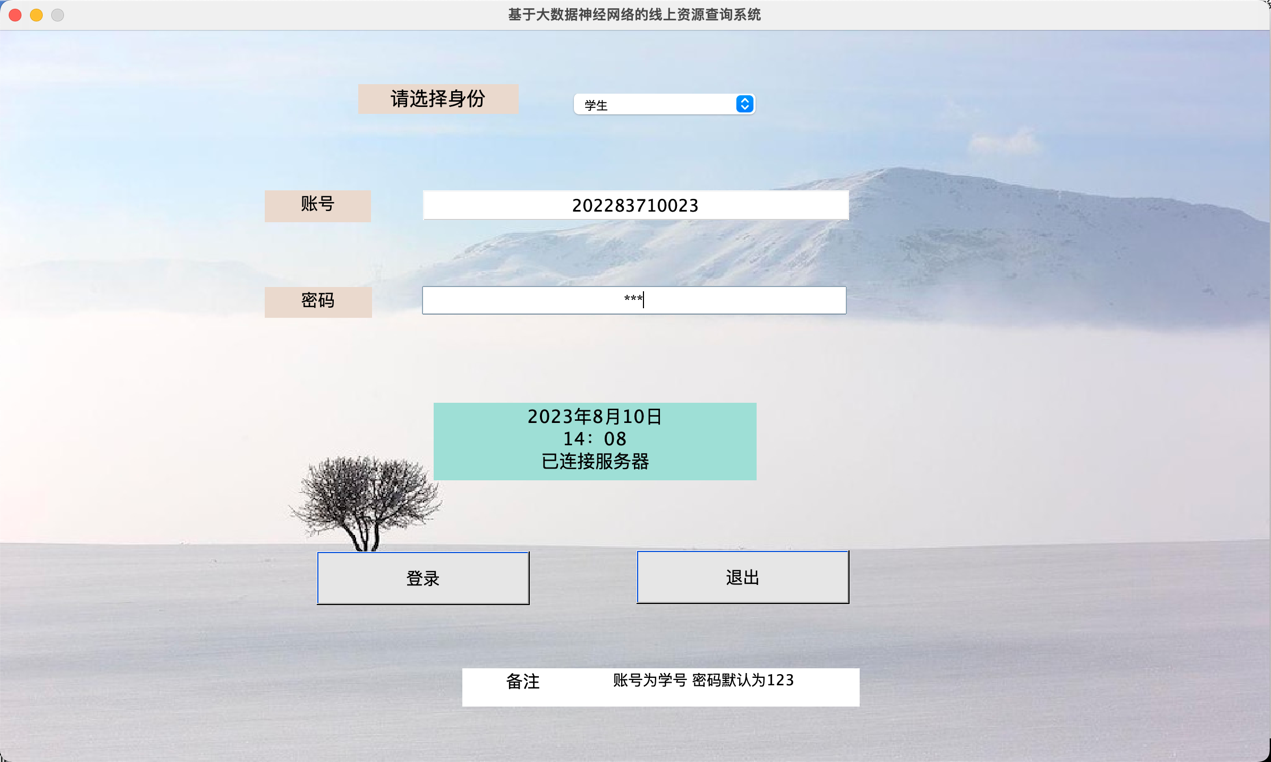 基于大数据神经网络的线上资源查询系统
请选择身份
学生
账号
202283710023
密码
***
2023年8月10日
14：08
已连接服务器
登录
退出
备注
账号为学号 密码默认为123